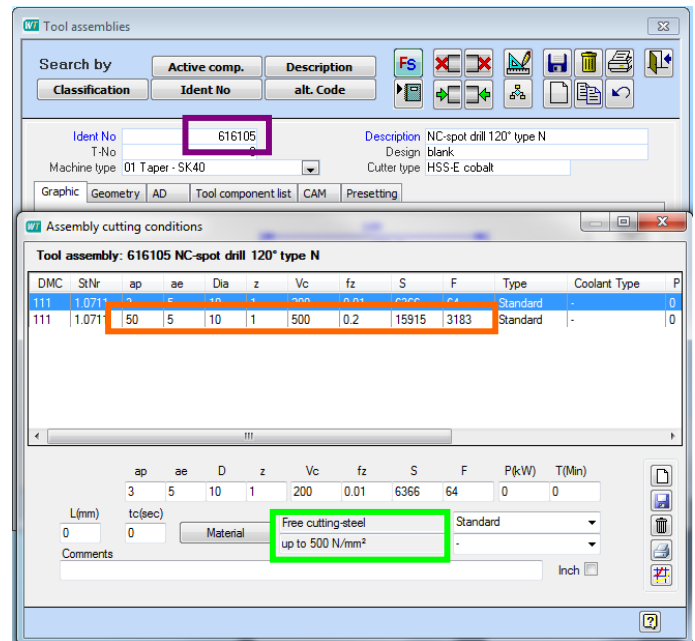 WT Tool assemblies
Search by
Active comp.
Description
Classification
Ident No
alt. Code
FS
Ident No 616105
Description NC-spot drill 120° type N
T-No
Design blank
Machine type 01 Taper - SK40
Cutter type HSS-E cobalt
Graphic Geometry AD Tool component list CAM Presetting
WT Assembly cutting conditions
Tool assembly: 616105 NC-spot drill 120° type N
DMC StNr ap ae Dia z Vc fz S F Type Coolant Type P
111 1.0711 3 5 10 1 200 0.01 6366 64 Standard - 0
111 1.0711 50 5 10 1 500 0.2 15915 3183 Standard - 0
ap ae D z Vc fz S F P(kW) T(Min)
3 5 10 1 200 0.01 6366 64 0 0
L(mm) tc(sec)
0 0 Material
Free cutting-steel
Standard
up to 500 N/mm²
-
Comments
Inch